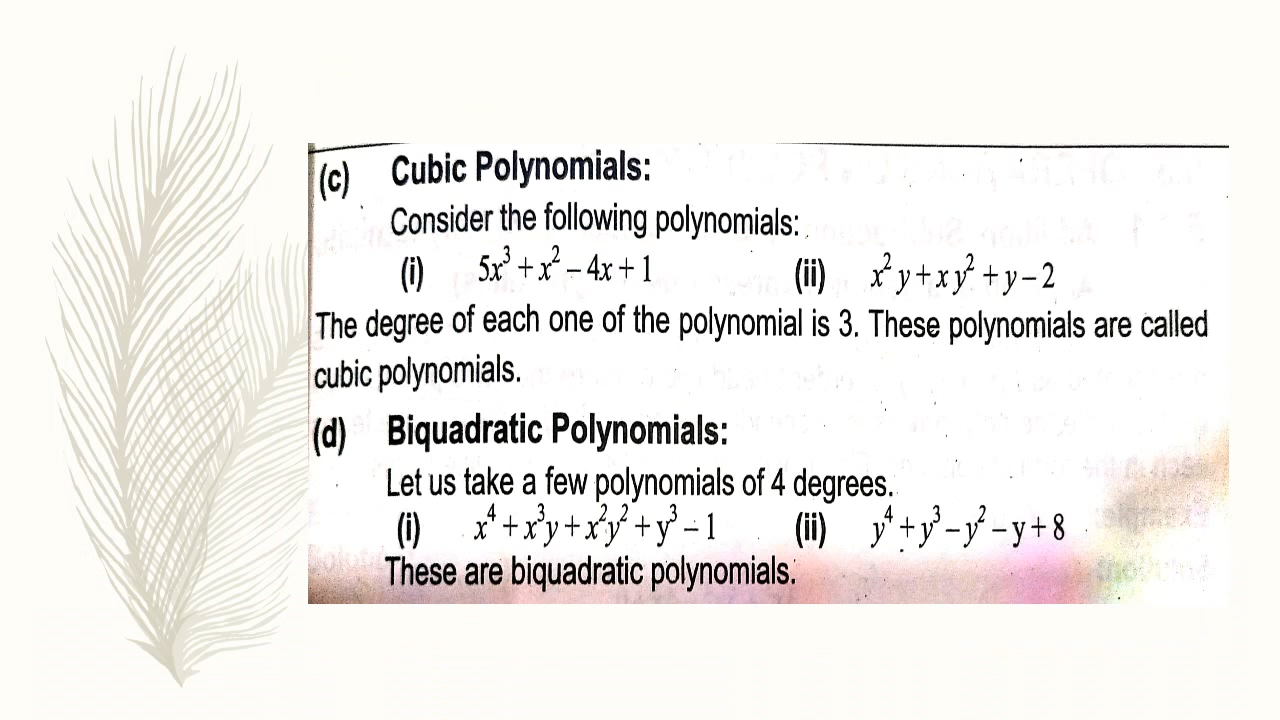 (c) Cubic Polynomials:
Consider the following polynomials:
(i) 5x³ + x² – 4x + 1 (ii) x² y + x y² + y – 2
The degree of each one of the polynomial is 3. These polynomials are called
cubic polynomials.
(d) Biquadratic Polynomials:
Let us take a few polynomials of 4 degrees.
(i) x⁴ + x³y + x²y² + y³ – 1 (ii) y⁴ + y³ – y² – y + 8
These are biquadratic polynomials.